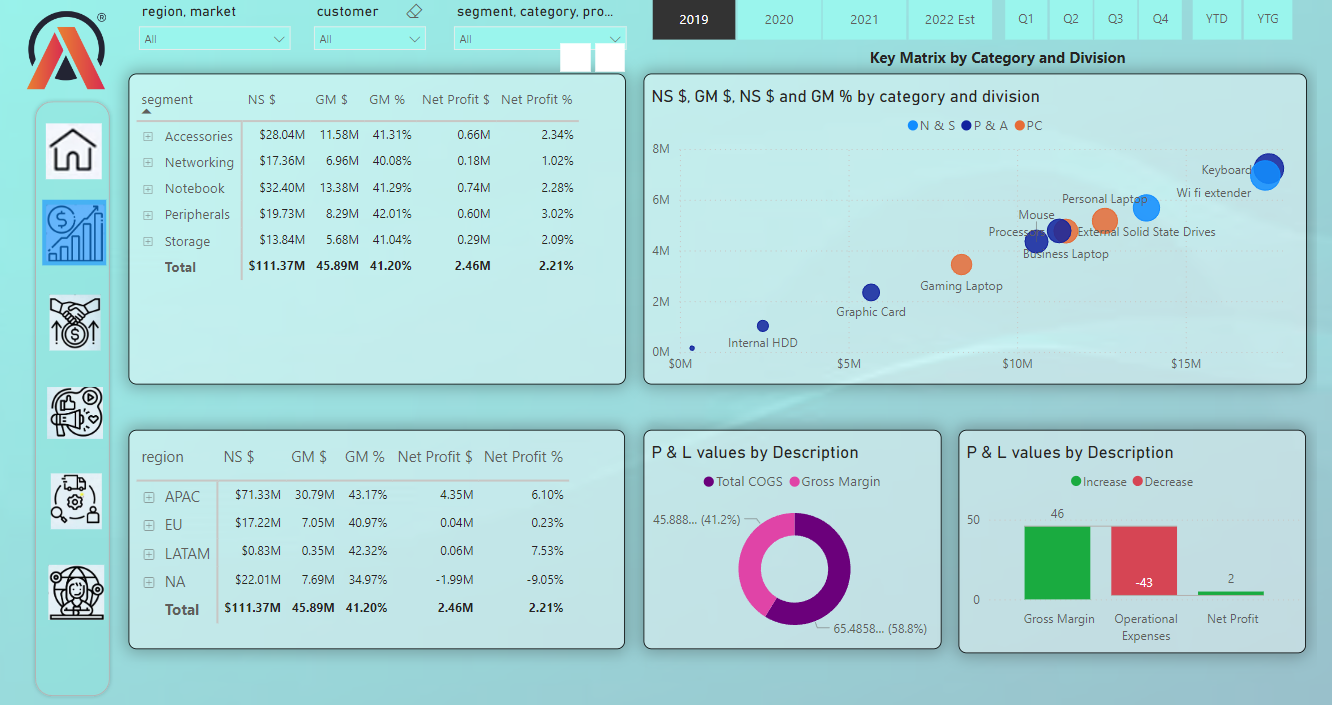 ®
region, market
customer
segment, category, pro...
All
All
All
2019
2020
2021
2022 Est
Q1
Q2
Q3
Q4
YTD
YTG
Key Matrix by Category and Division
segment NS $ GM $ GM % Net Profit $ Net Profit %
Accessories $28.04M 11.58M 41.31% 0.66M 2.34%
Networking $17.36M 6.96M 40.08% 0.18M 1.02%
Notebook $32.40M 13.38M 41.29% 0.74M 2.28%
Peripherals $19.73M 8.29M 42.01% 0.60M 3.02%
Storage $13.84M 5.68M 41.04% 0.29M 2.09%
Total $111.37M 45.89M 41.20% 2.46M 2.21%
NS $, GM $, NS $ and GM % by category and division
N & S P & A PC
8M
6M
4M
2M
0M
Keyboard
Wi fi extender
Personal Laptop
Mouse
External Solid State Drives
Business Laptop
Gaming Laptop
Graphic Card
Internal HDD
$0M $5M $10M $15M
region NS $ GM $ GM % Net Profit $ Net Profit %
APAC $71.33M 30.79M 43.17% 4.35M 6.10%
EU $17.22M 7.05M 40.97% 0.04M 0.23%
LATAM $0.83M 0.35M 42.32% 0.06M 7.53%
NA $22.01M 7.69M 34.97% -1.99M -9.05%
Total $111.37M 45.89M 41.20% 2.46M 2.21%
P & L values by Description
Total COGS Gross Margin
45.888... (41.2%)
65.4858... (58.8%)
P & L values by Description
Increase Decrease
50
0
46
-43
2
Gross Margin
Operational
Expenses
Net Profit